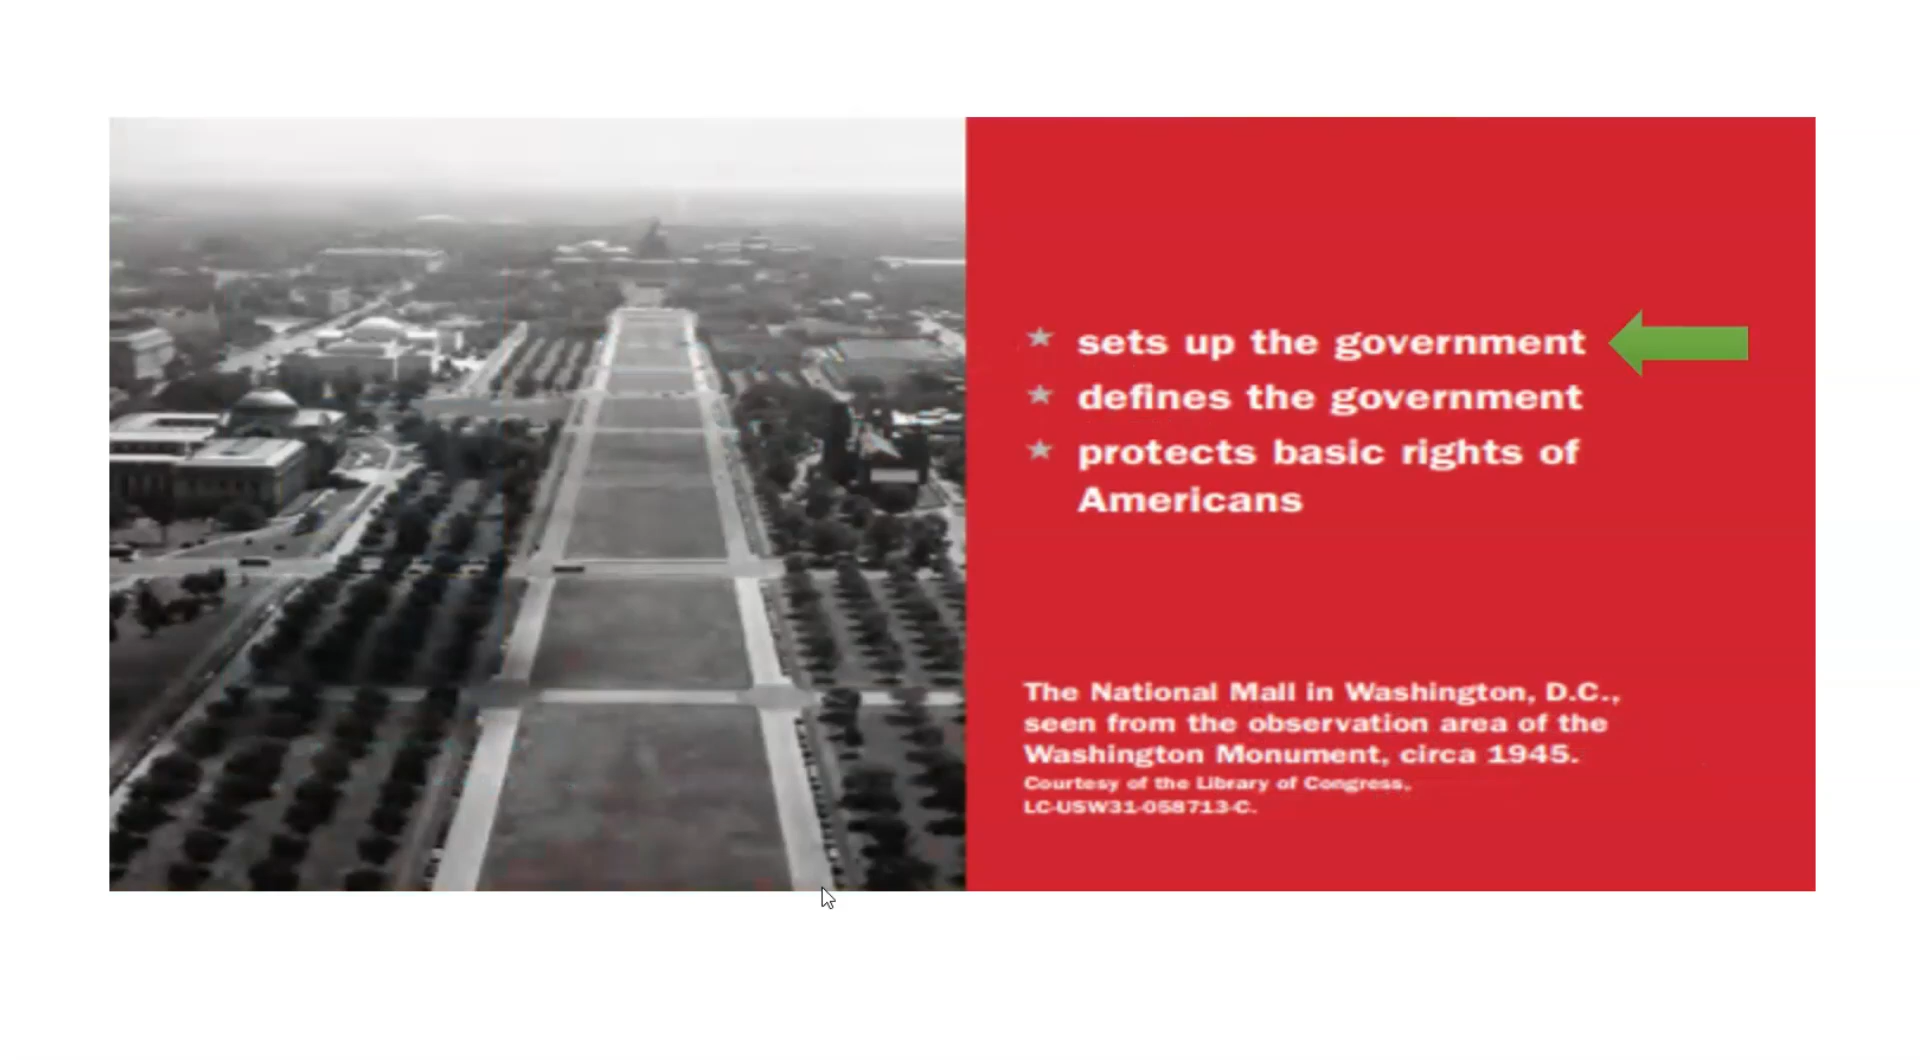 sets up the government
defines the government
protects basic rights of
Americans
The National Mall in Washington, D.C.,
seen from the observation area of the
Washington Monument, circa 1945.
Courtesy of the Library of Congress,
LC-USW31-058713-C.